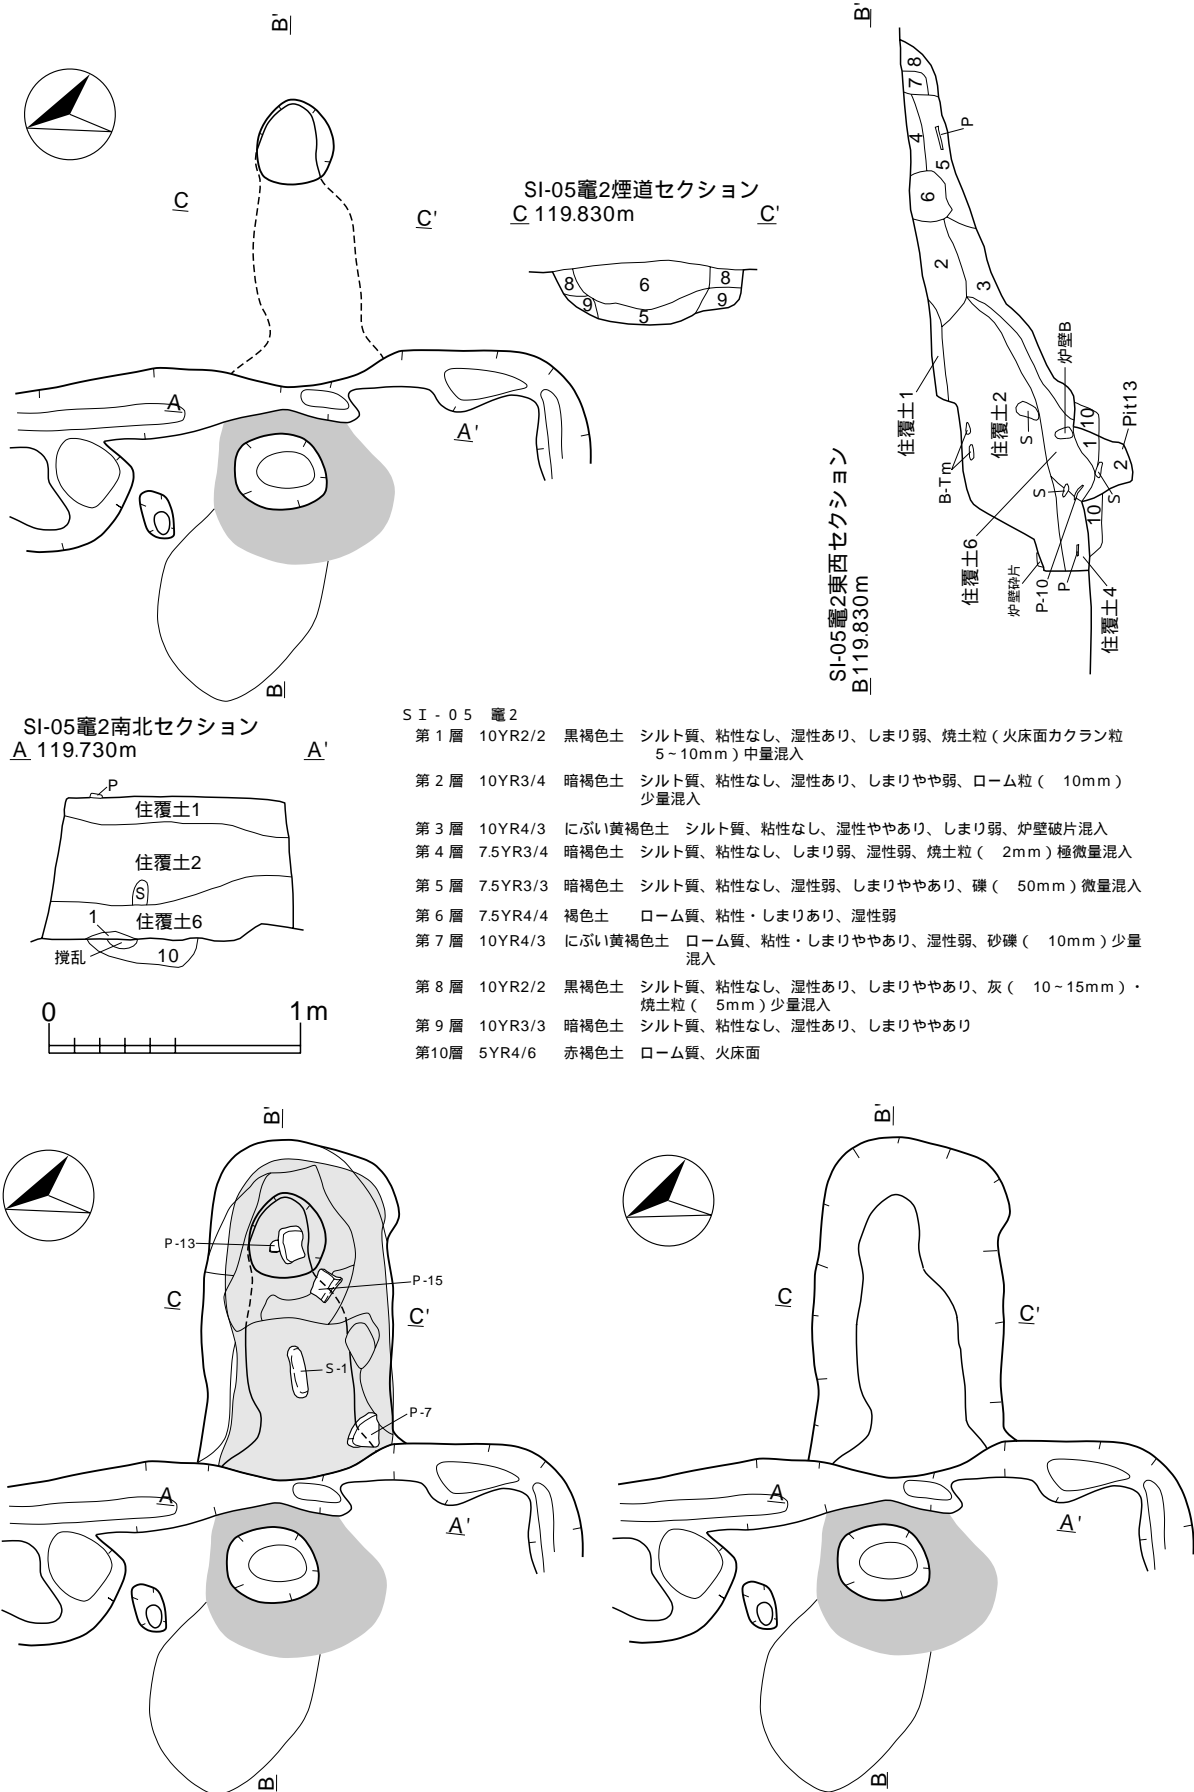 B'
B'
C
C'
SI-05竈2煙道セクション
C 119.830m C'
8
6
8
9
5
9
A
A'
B
8
7
4
P
5
6
2
3
炉壁B
住覆土1
住覆土2
S
10
1
Pit13
2
B-Tm
S
S
10
住覆土6
炉壁砕片
P-10
P
住覆土4
SI-05竈2東西セクション
B 119.830m
SI-05竈2南北セクション
A 119.730m A'
P
住覆土1
住覆土2
S
住覆土6
1
撹乱
10
0 1m
SI-05 竈2
第1層 10YR2/2 黒褐色土 シルト質、粘性なし、湿性あり、しまり弱、焼土粒(火床面カクラン粒
5~10mm)中量混入
第2層 10YR3/4 暗褐色土 シルト質、粘性なし、湿性あり、しまりやや弱、ローム粒( 10mm)
少量混入
第3層 10YR4/3 にぶい黄褐色土 シルト質、粘性なし、湿性ややあり、しまり弱、炉壁破片混入
第4層 7.5YR3/4 暗褐色土 シルト質、粘性なし、しまり弱、湿性弱、焼土粒( 2mm)極微量混入
第5層 7.5YR3/3 暗褐色土 シルト質、粘性なし、湿性弱、しまりややあり、礫( 50mm)微量混入
第6層 7.5YR4/4 褐色土 ローム質、粘性・しまりあり、湿性弱
第7層 10YR4/3 にぶい黄褐色土 ローム質、粘性・しまりややあり、湿性弱、砂礫( 10mm)少量
混入
第8層 10YR2/2 黒褐色土 シルト質、粘性なし、湿性あり、しまりややあり、灰( 10~15mm)・
焼土粒( 5mm)少量混入
第9層 10YR3/3 暗褐色土 シルト質、粘性なし、湿性あり、しまりややあり
第10層 5YR4/6 赤褐色土 ローム質、火床面
B'
P-13
P-15
C
C'
S-1
P-7
A
A'
B
B'
C
C'
A
A'
B